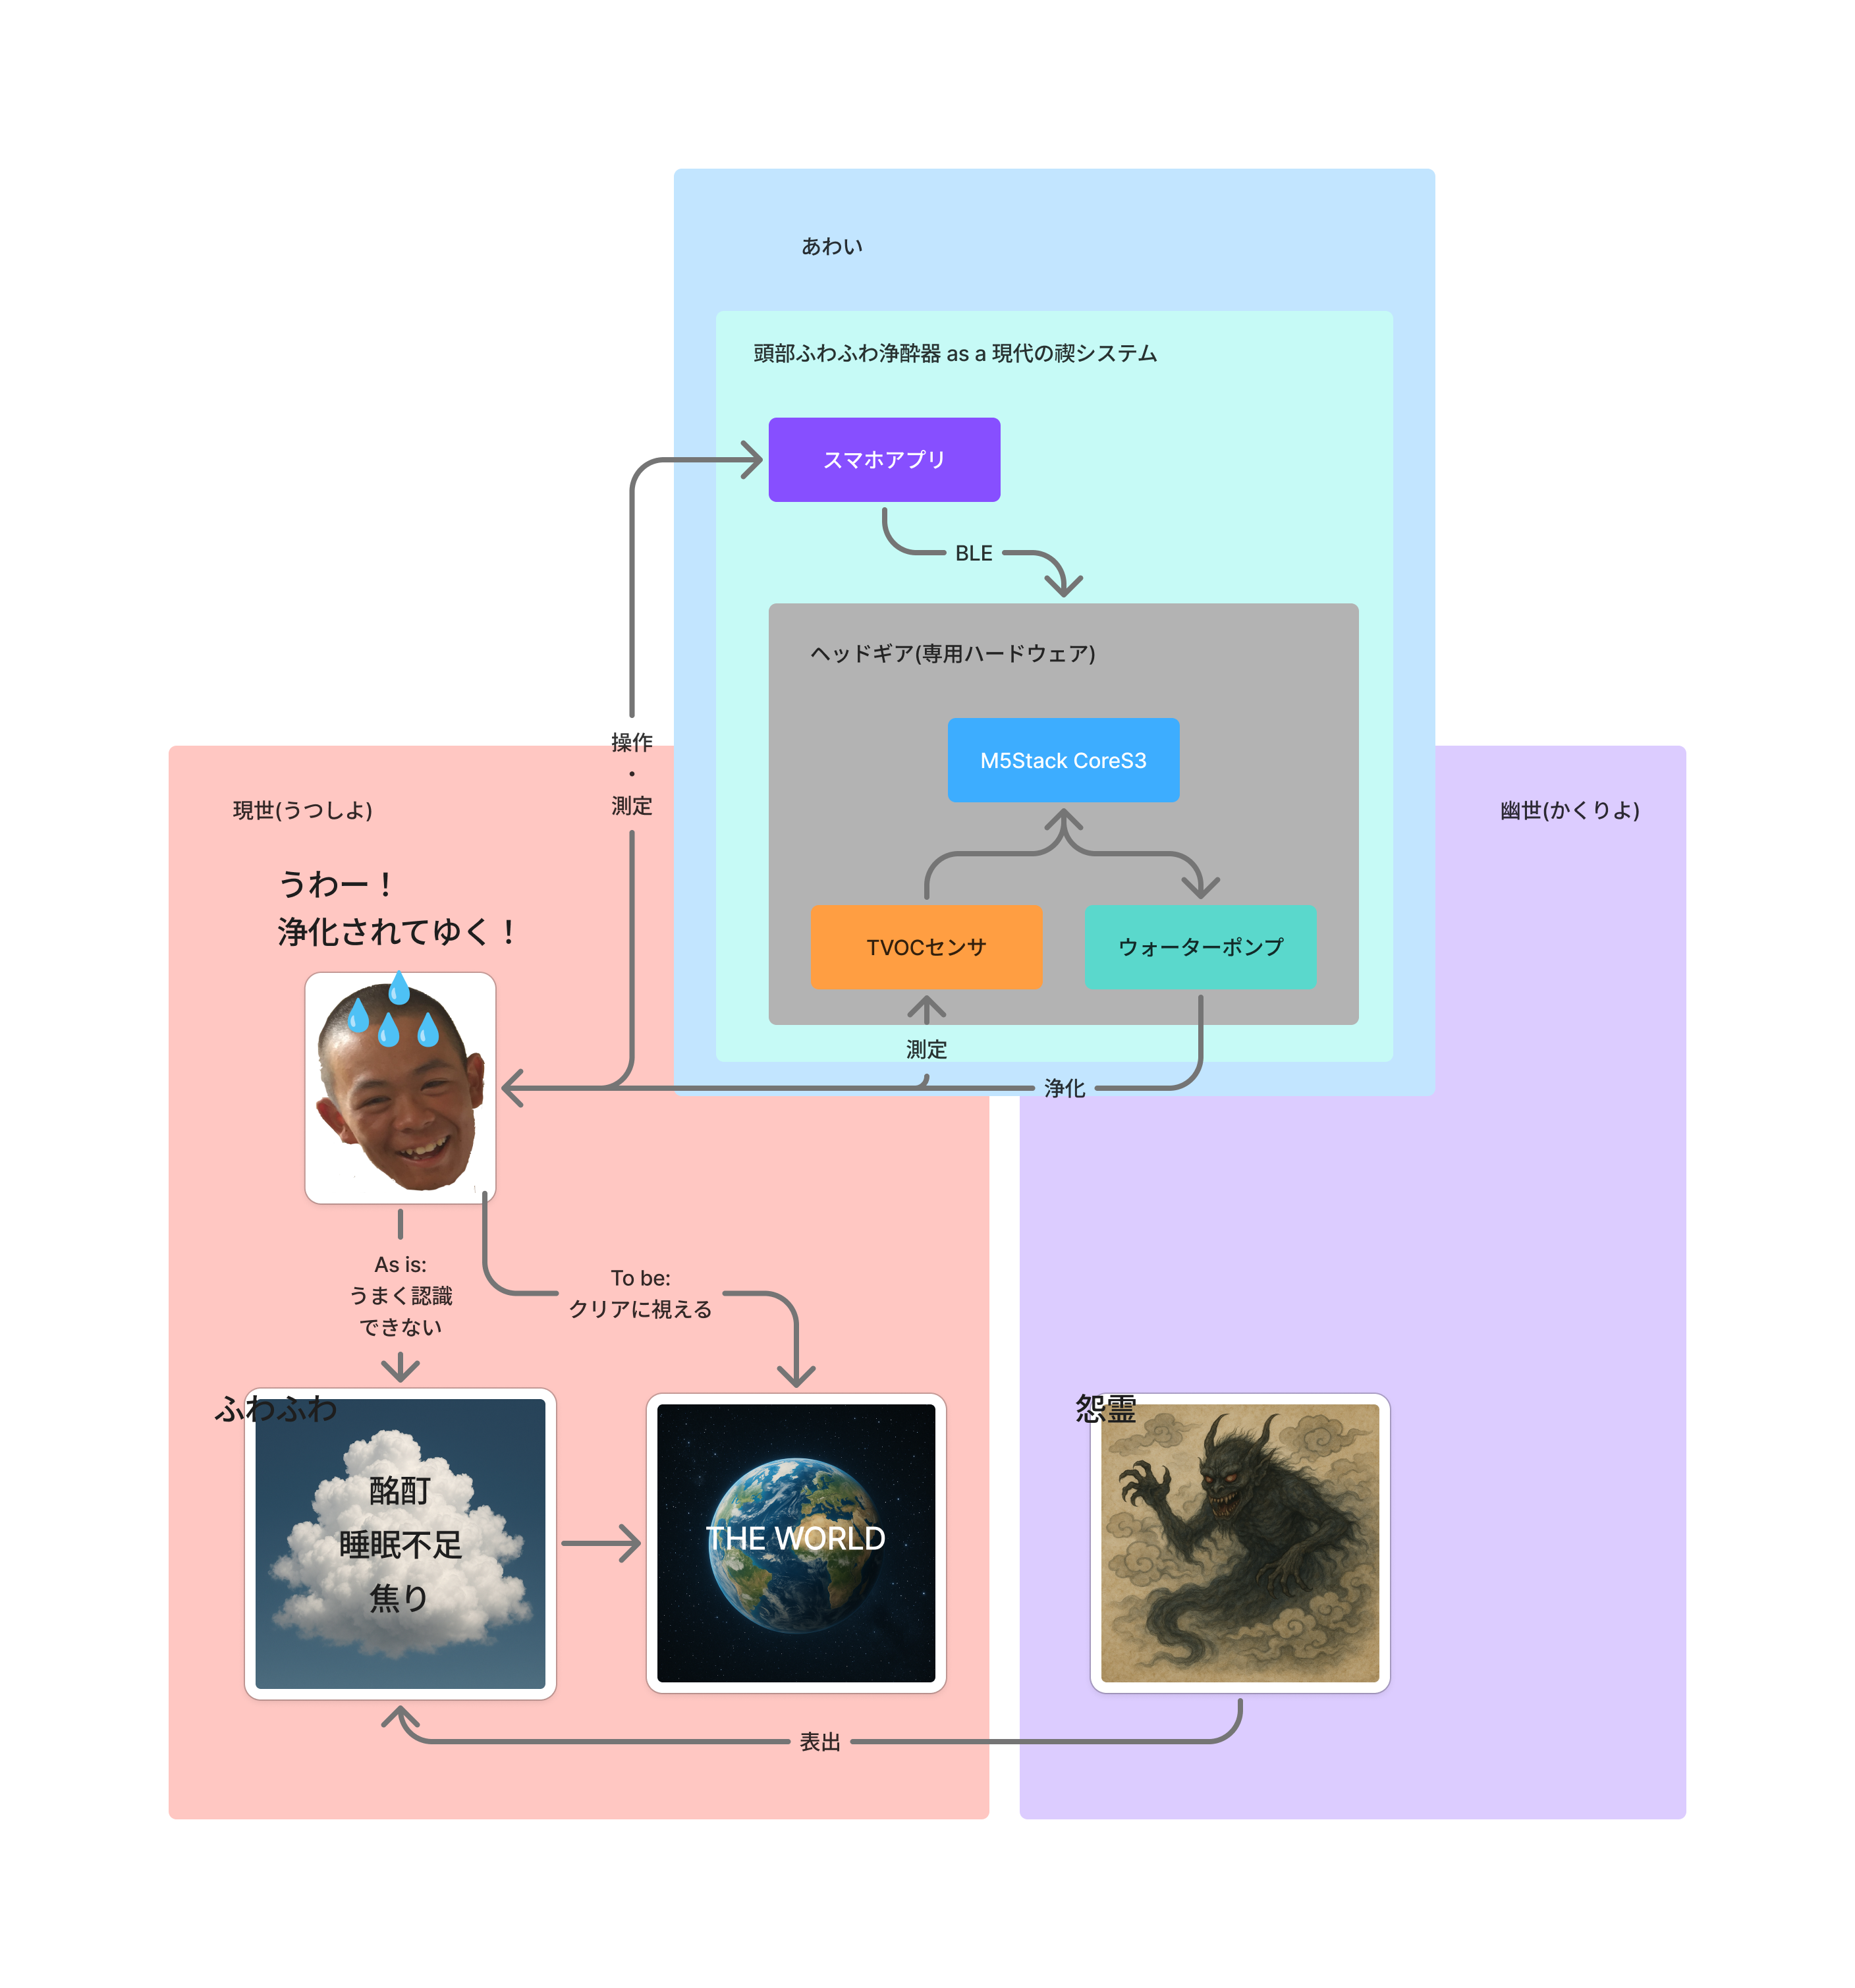 あわい
頭部ふわふわ浄酔器 as a 現代の禊システム
スマホアプリ
BLE
ヘッドギア(専用ハードウェア)
M5Stack CoreS3
TVOCセンサ
ウォーターポンプ
操作
・
測定
測定
浄化
現世(うつしよ)
うわー！
浄化されてゆく！
As is:
うまく認識
できない
To be:
クリアに視える
ふわふわ
酩酊
睡眠不足
焦り
THE WORLD
表出
幽世(かくりよ)
怨霊